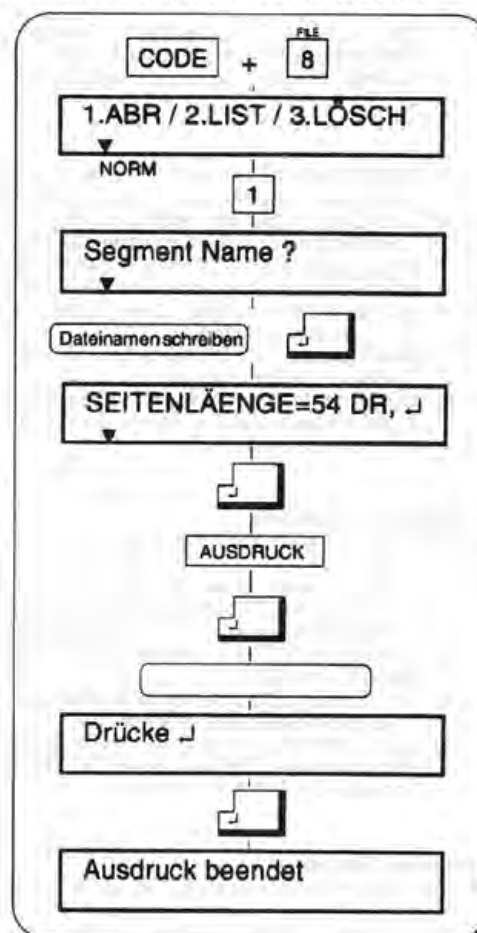 FILE
CODE + 8
1.ABR / 2.LIST / 3.LÖSCH
NORM
1
Segment Name ?
Dateinamen schreiben ↵
SEITENLÄENGE=54 DR, ↵
↵
AUSDRUCK
↵
Drücke ↵
↵
Ausdruck beendet